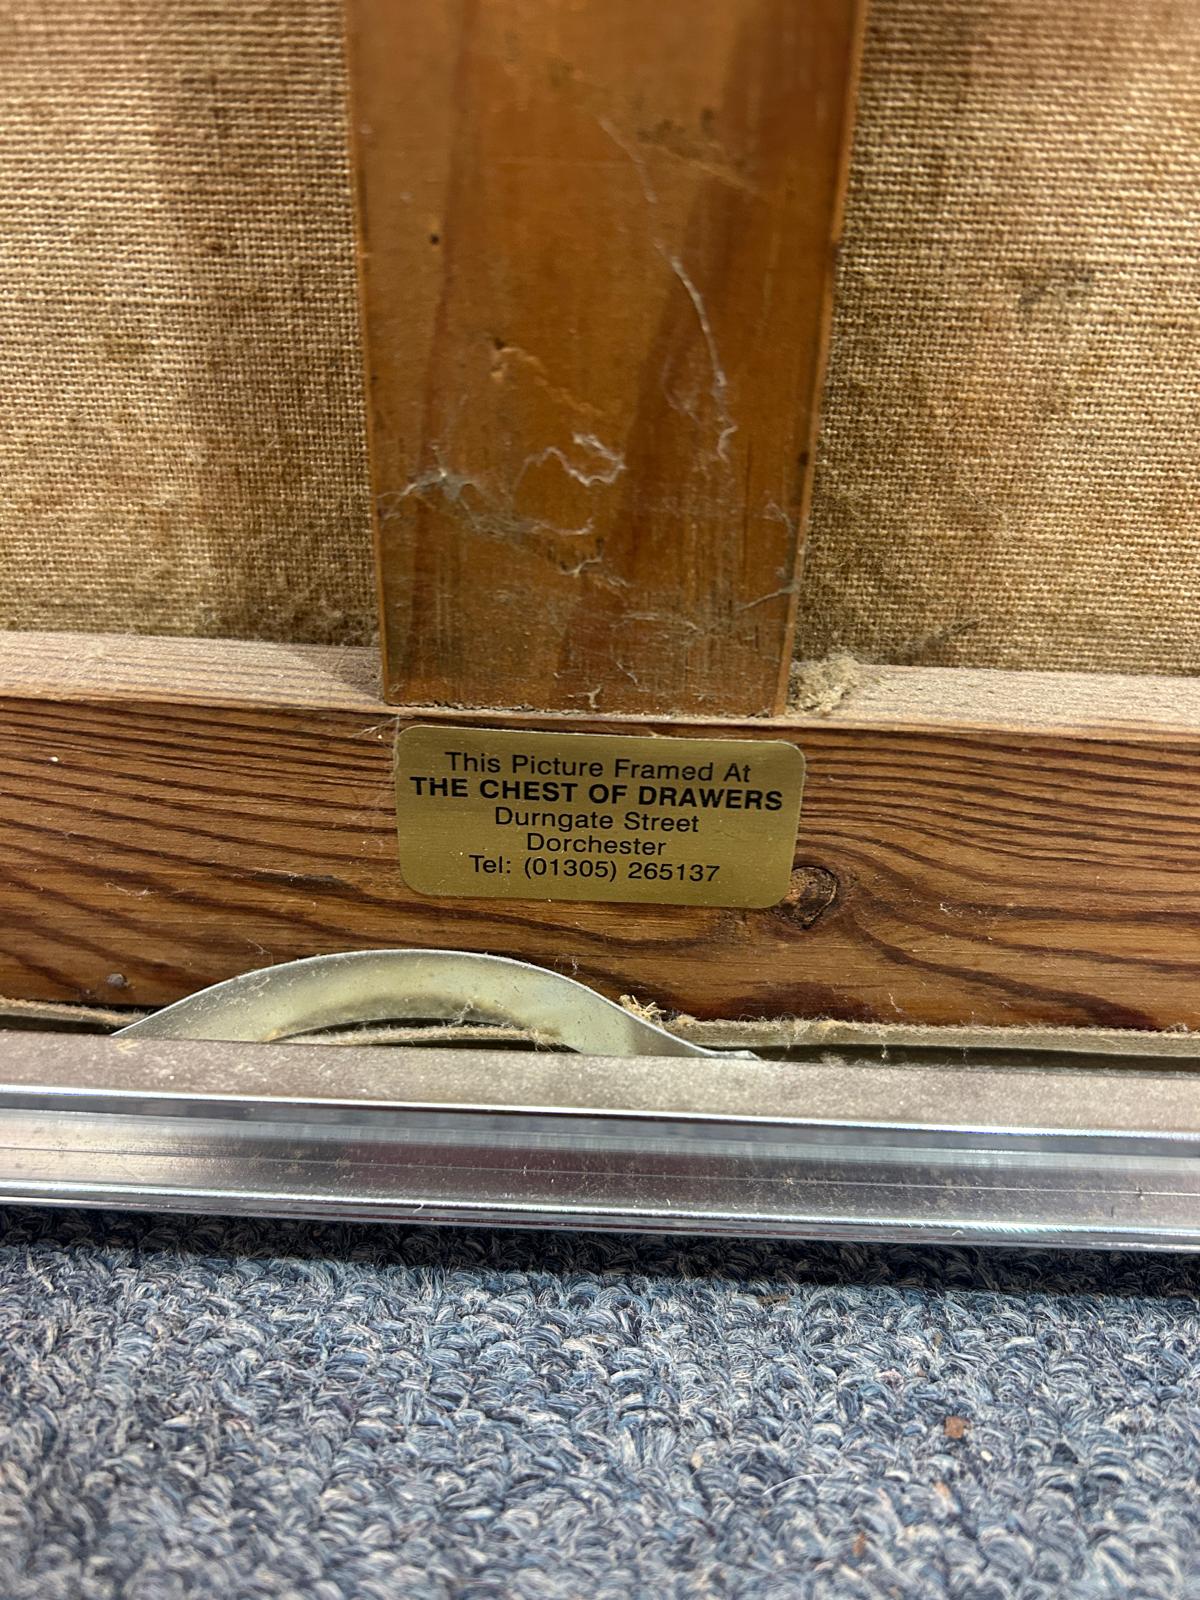 This Picture Framed At
THE CHEST OF DRAWERS
Durngate Street
Dorchester
Tel: (01305) 265137